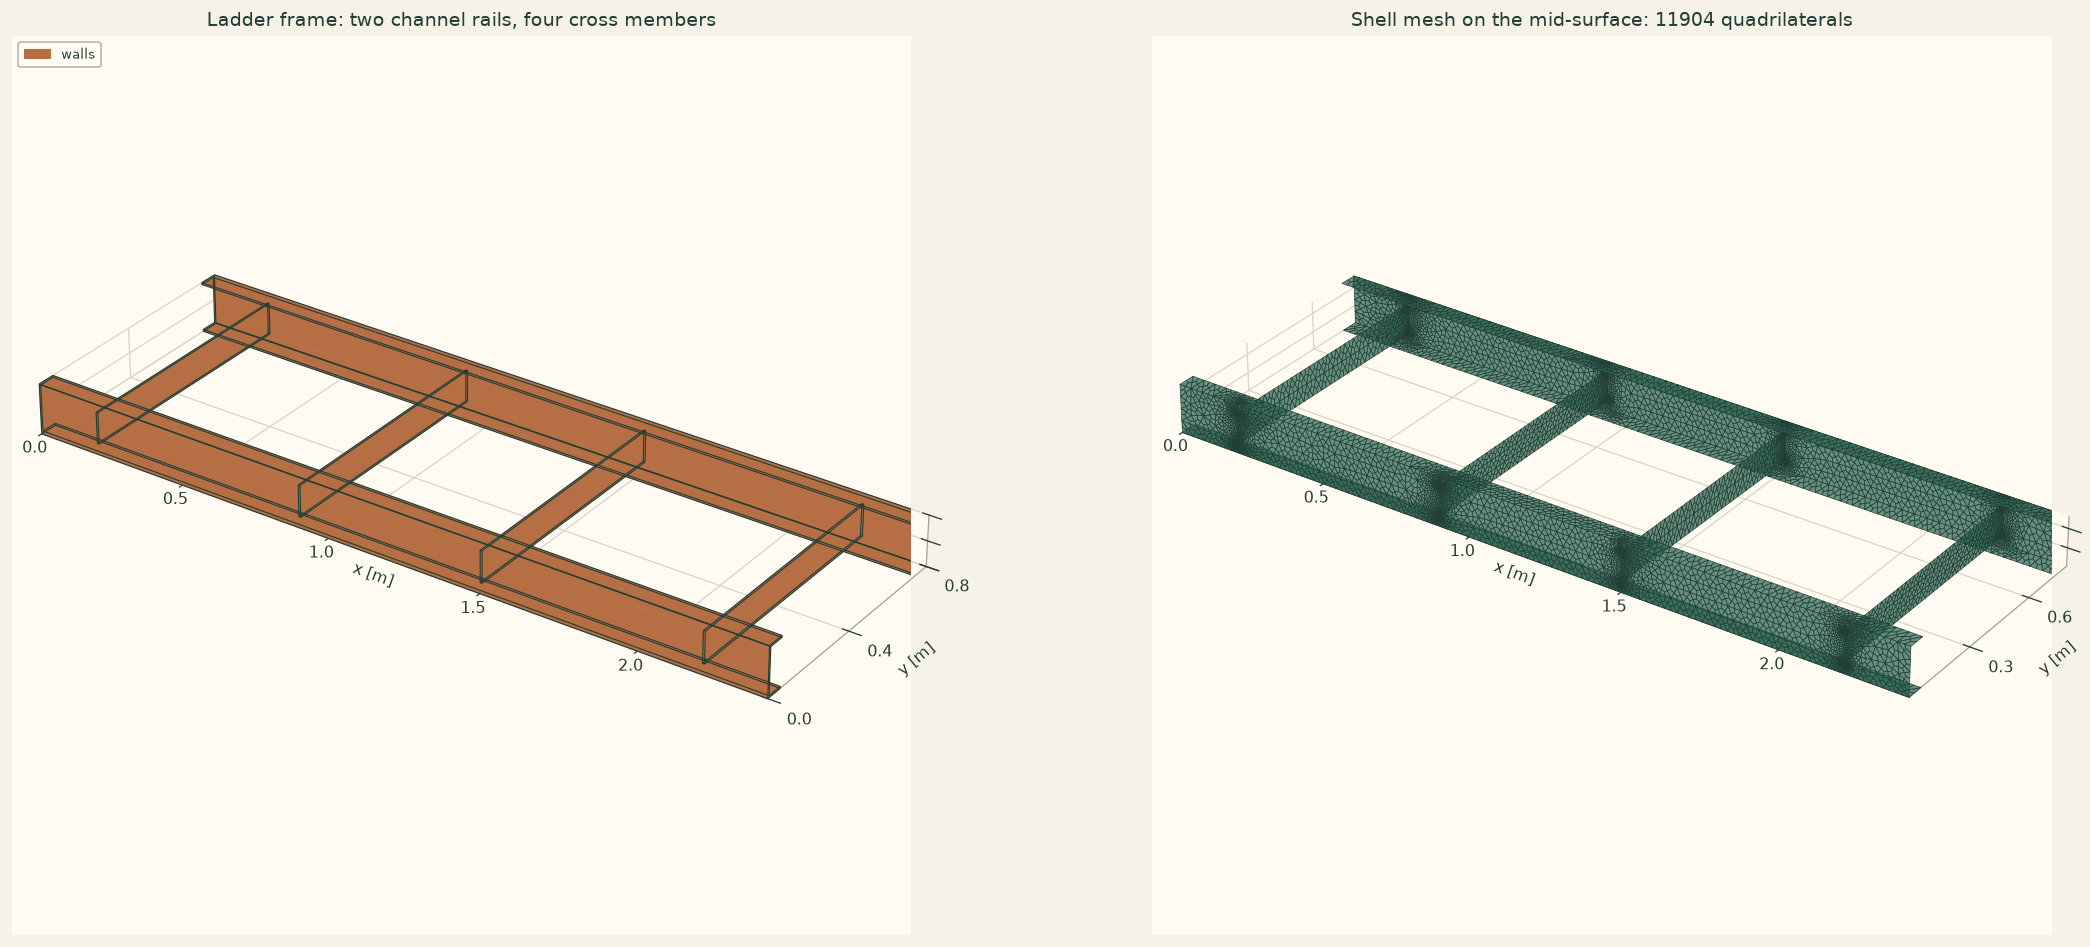 Ladder frame: two channel rails, four cross members
walls
0.0
0.5
1.0
x [m]
1.5
2.0
0.0
0.4
y [m]
0.8
Shell mesh on the mid-surface: 11904 quadrilaterals
0.0
0.5
1.0
x [m]
1.5
2.0
0.3
y [m]
0.6